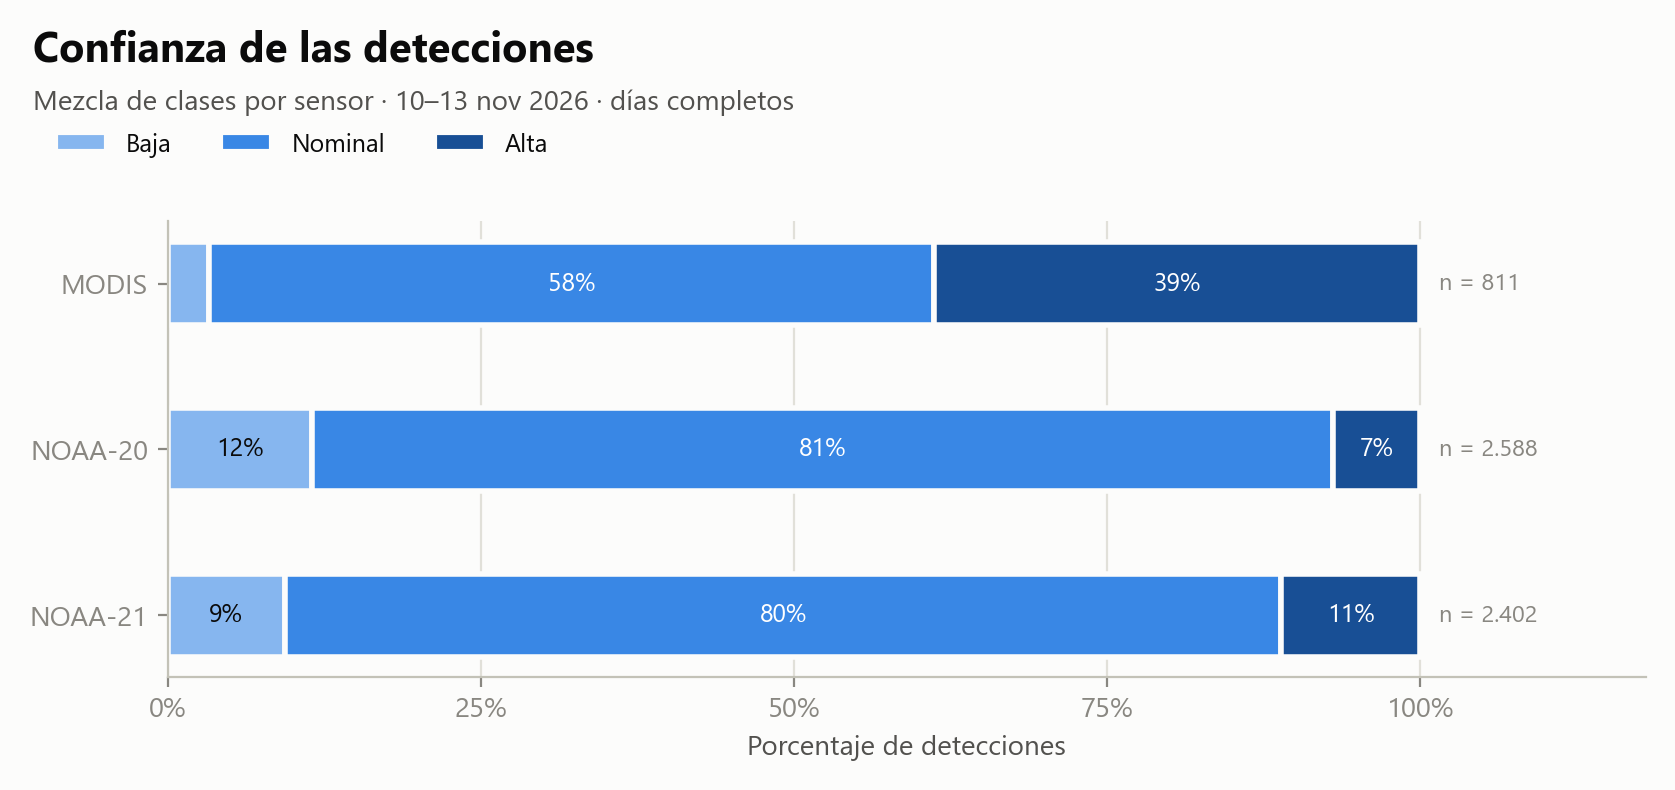 Confianza de las detecciones
Mezcla de clases por sensor · 10–13 nov 2026 · días completos
Baja Nominal Alta
MODIS 58% 39% n = 811
NOAA-20 12% 81% 7% n = 2.588
NOAA-21 9% 80% 11% n = 2.402
0% 25% 50% 75% 100%
Porcentaje de detecciones